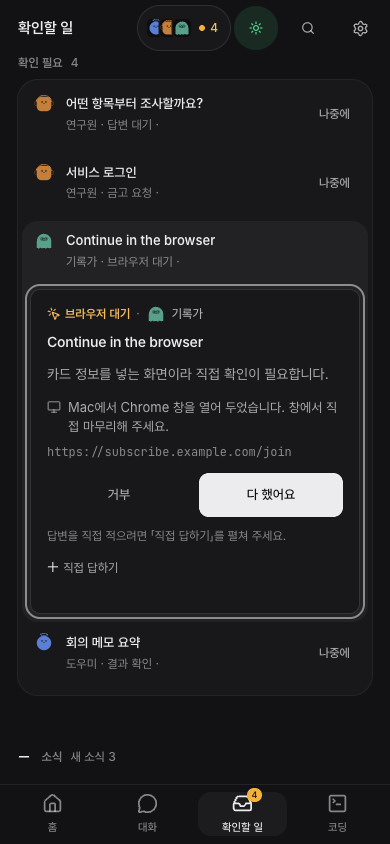 확인할 일
4
확인 필요 4
어떤 항목부터 조사할까요?
연구원 · 답변 대기 ·
나중에
서비스 로그인
연구원 · 금고 요청 ·
나중에
Continue in the browser
기록가 · 브라우저 대기 ·
브라우저 대기 · 기록가
Continue in the browser
카드 정보를 넣는 화면이라 직접 확인이 필요합니다.
Mac에서 Chrome 창을 열어 두었습니다. 창에서 직
접 마무리해 주세요.
https://subscribe.example.com/join
거부
다 했어요
답변을 직접 적으려면 「직접 답하기」를 펼쳐 주세요.
직접 답하기
회의 메모 요약
도우미 · 결과 확인 ·
나중에
소식 새 소식 3
4
홈
대화
확인할 일
코딩